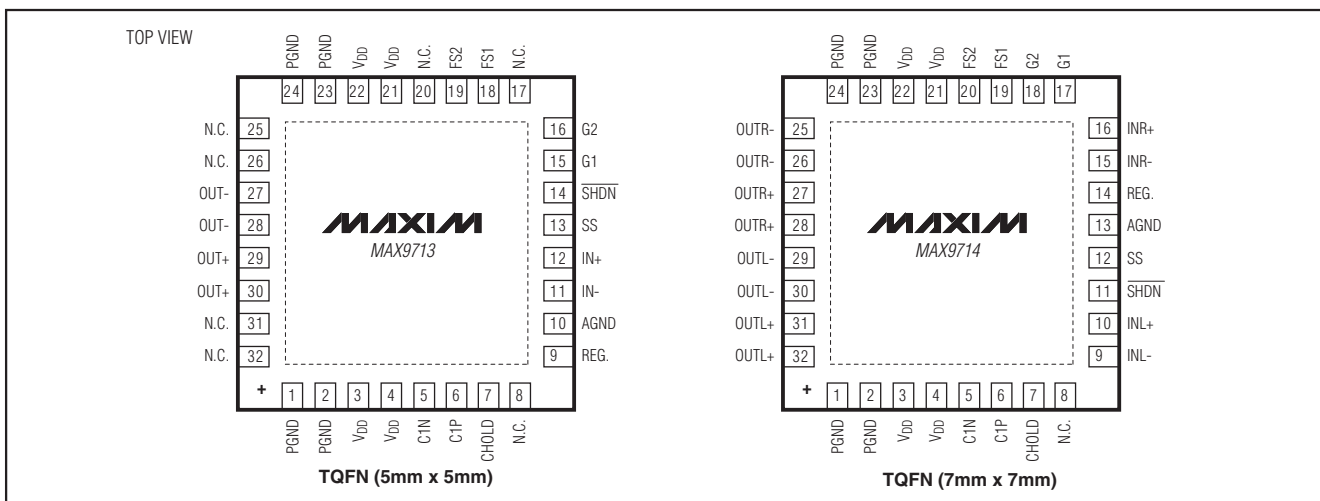 TOP VIEW
PGND PGND VDD VDD N.C. FS2 FS1 N.C.
24 23 22 21 20 19 18 17
N.C. 25
N.C. 26
OUT- 27
OUT- 28
OUT+ 29
OUT+ 30
N.C. 31
N.C. 32
MAXIM
MAX9713
16 G2
15 G1
14 SHDN
13 SS
12 IN+
11 IN-
10 AGND
9 REG.
+ 1 2 3 4 5 6 7 8
PGND PGND VDD VDD C1N C1P CHOLD N.C.
TQFN (5mm x 5mm)
PGND PGND VDD VDD FS2 FS1 G2 G1
24 23 22 21 20 19 18 17
OUTR- 25
OUTR- 26
OUTR+ 27
OUTR+ 28
OUTL- 29
OUTL- 30
OUTL+ 31
OUTL+ 32
MAXIM
MAX9714
16 INR+
15 INR-
14 REG.
13 AGND
12 SS
11 SHDN
10 INL+
9 INL-
+ 1 2 3 4 5 6 7 8
PGND PGND VDD VDD C1N C1P CHOLD N.C.
TQFN (7mm x 7mm)